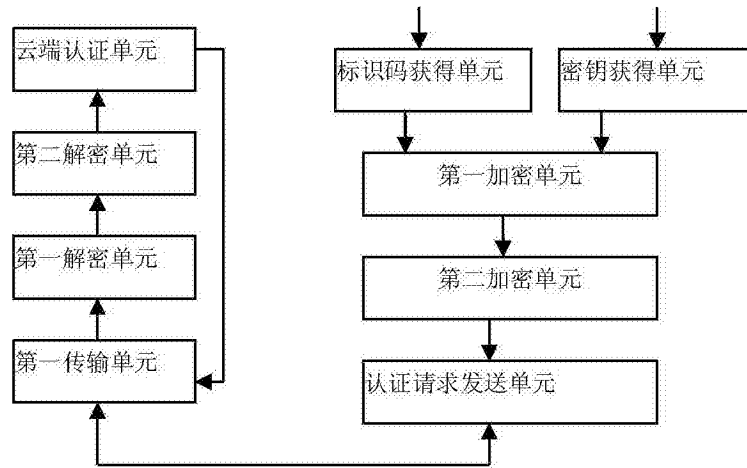 云端认证单元
第二解密单元
第一解密单元
第一传输单元
标识码获得单元
密钥获得单元
第一加密单元
第二加密单元
认证请求发送单元